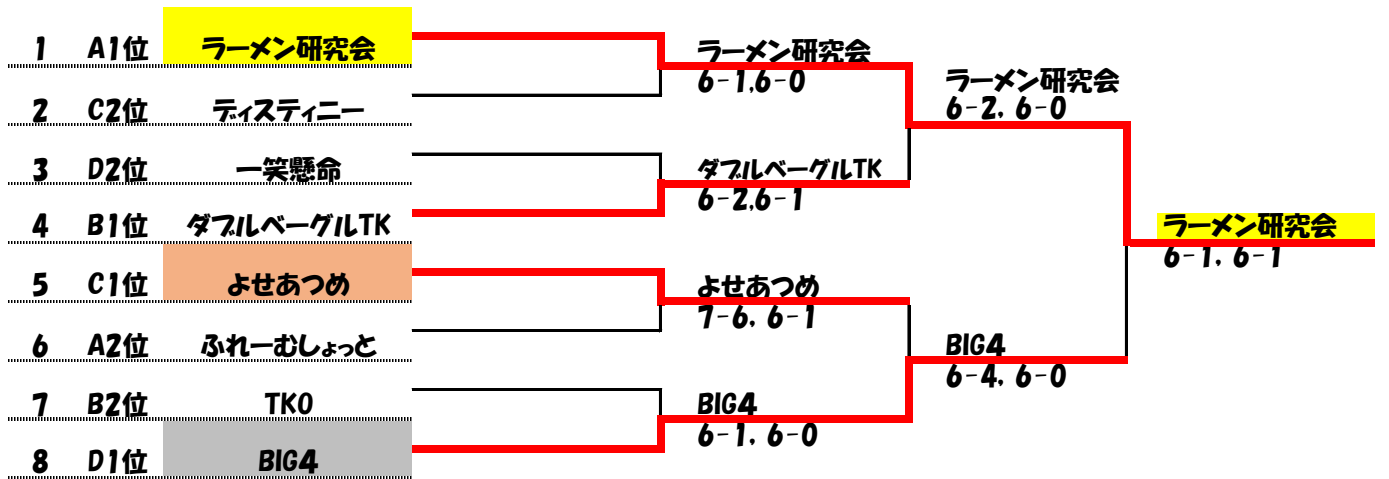 1 A1位 ラーメン研究会
2 C2位 ディスティニー
3 D2位 一笑懸命
4 B1位 ダブルベーグルTK
5 C1位 よせあつめ
6 A2位 ふれーむしょっと
7 B2位 TKO
8 D1位 BIG4
ラーメン研究会
6-1,6-0
ダブルベーグルTK
6-2,6-1
よせあつめ
7-6, 6-1
BIG4
6-1, 6-0
ラーメン研究会
6-2, 6-0
BIG4
6-4, 6-0
ラーメン研究会
6-1, 6-1